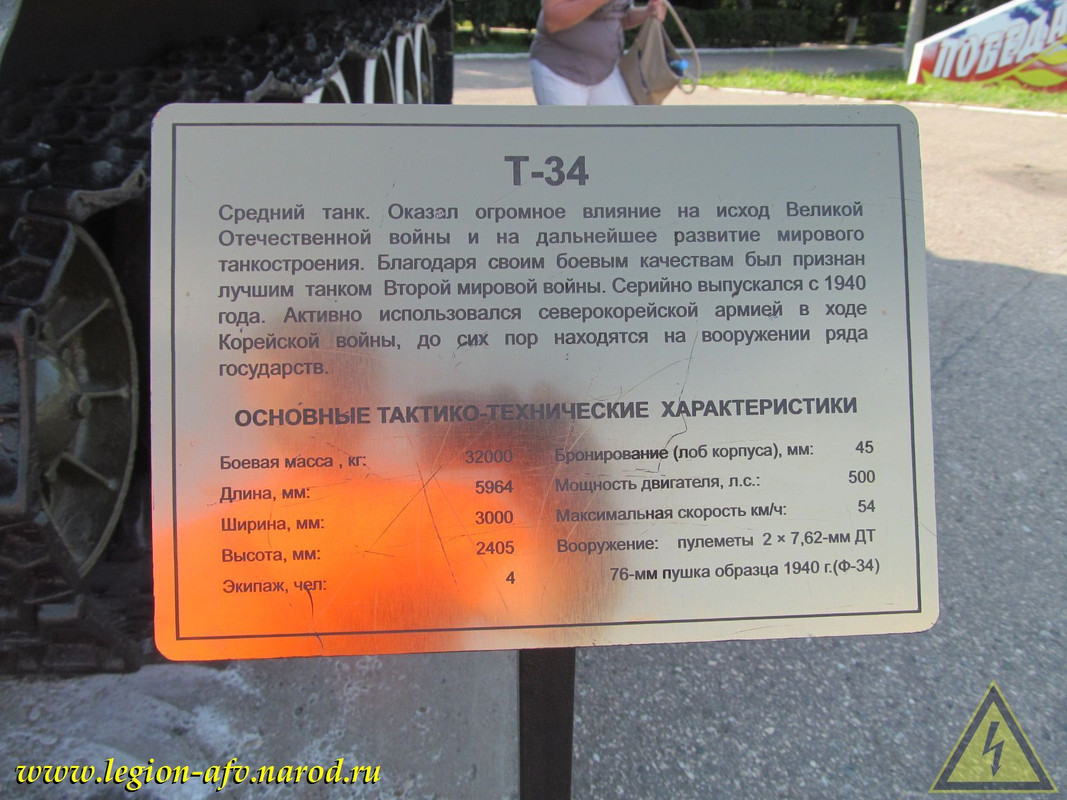 ПОБЕДА
Т-34
Средний танк. Оказал огромное влияние на исход Великой
Отечественной войны и на дальнейшее развитие мирового
танкостроения. Благодаря своим боевым качествам был признан
лучшим танком Второй мировой войны. Серийно выпускался с 1940
года. Активно использовался северокорейской армией в ходе
Корейской войны, до сих пор находятся на вооружении ряда
государств.
ОСНОВНЫЕ ТАКТИКО-ТЕХНИЧЕСКИЕ ХАРАКТЕРИСТИКИ
Боевая масса , кг: 32000
Длина, мм: 5964
Ширина, мм: 3000
Высота, мм: 2405
Экипаж, чел: 4
Бронирование (лоб корпуса), мм: 45
Мощность двигателя, л.с.: 500
Максимальная скорость км/ч: 54
Вооружение: пулеметы 2 × 7,62-мм ДТ
76-мм пушка образца 1940 г.(Ф-34)
www.legion-afv.narod.ru